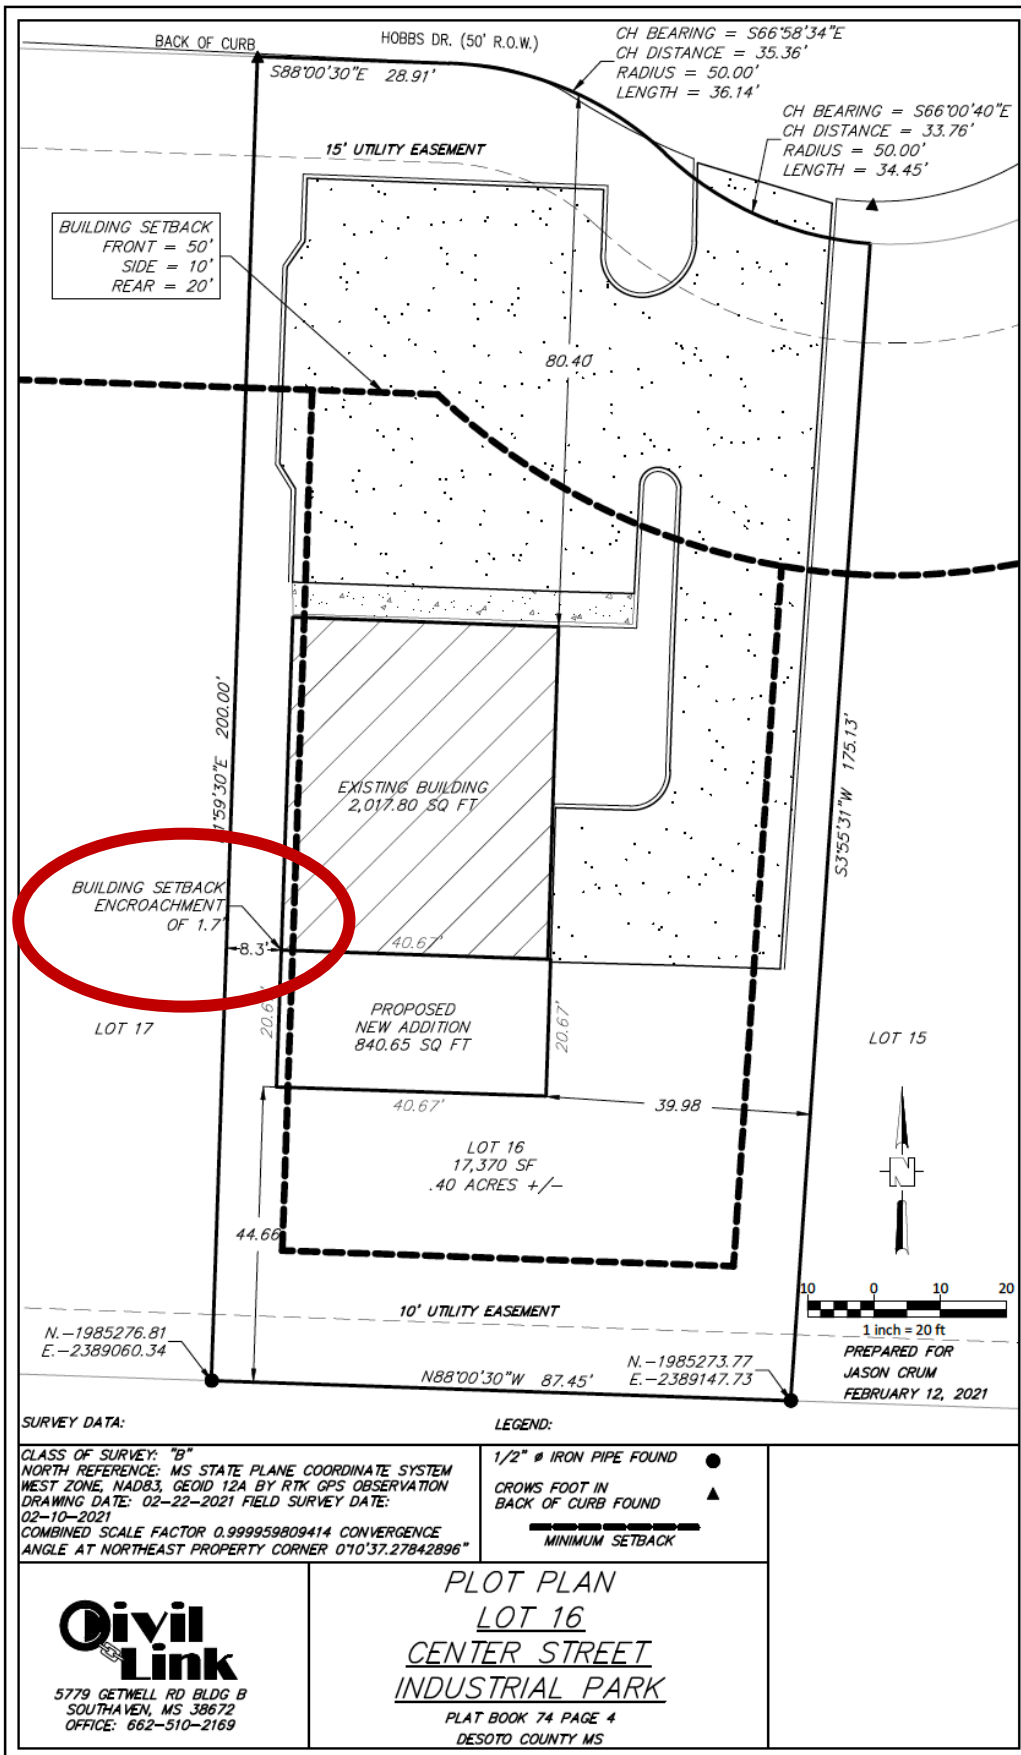 BACK OF CURB
HOBBS DR. (50' R.O.W.)
S88°00'30"E 28.91'
CH BEARING = S66°58'34"E
CH DISTANCE = 35.36'
RADIUS = 50.00'
LENGTH = 36.14'
CH BEARING = S66°00'40"E
CH DISTANCE = 33.76'
RADIUS = 50.00'
LENGTH = 34.45'
15' UTILITY EASEMENT
BUILDING SETBACK
FRONT = 50'
SIDE = 10'
REAR = 20'
80.40'
1°59'30"E 200.00'
EXISTING BUILDING
2,017.80 SQ FT
S3°55'31"W 175.13'
BUILDING SETBACK
ENCROACHMENT
OF 1.7'
8.3'
40.67'
20.67'
PROPOSED
NEW ADDITION
840.65 SQ FT
20.67'
LOT 17
LOT 15
40.67'
39.98
LOT 16
17,370 SF
.40 ACRES +/-
44.66
N
10 0 10 20
1 inch = 20 ft
10' UTILITY EASEMENT
N.-1985276.81
E.-2389060.34
N88°00'30"W 87.45'
N.-1985273.77
E.-2389147.73
PREPARED FOR
JASON CRUM
FEBRUARY 12, 2021
SURVEY DATA:
CLASS OF SURVEY: "B"
NORTH REFERENCE: MS STATE PLANE COORDINATE SYSTEM
WEST ZONE, NAD83, GEOID 12A BY RTK GPS OBSERVATION
DRAWING DATE: 02-22-2021 FIELD SURVEY DATE:
02-10-2021
COMBINED SCALE FACTOR 0.999959809414 CONVERGENCE
ANGLE AT NORTHEAST PROPERTY CORNER 0°10'37.27842896"
LEGEND:
1/2" ø IRON PIPE FOUND
CROWS FOOT IN
BACK OF CURB FOUND
MINIMUM SETBACK
Civil
Link
5779 GETWELL RD BLDG B
SOUTHAVEN, MS 38672
OFFICE: 662-510-2169
PLOT PLAN
LOT 16
CENTER STREET
INDUSTRIAL PARK
PLAT BOOK 74 PAGE 4
DESOTO COUNTY MS